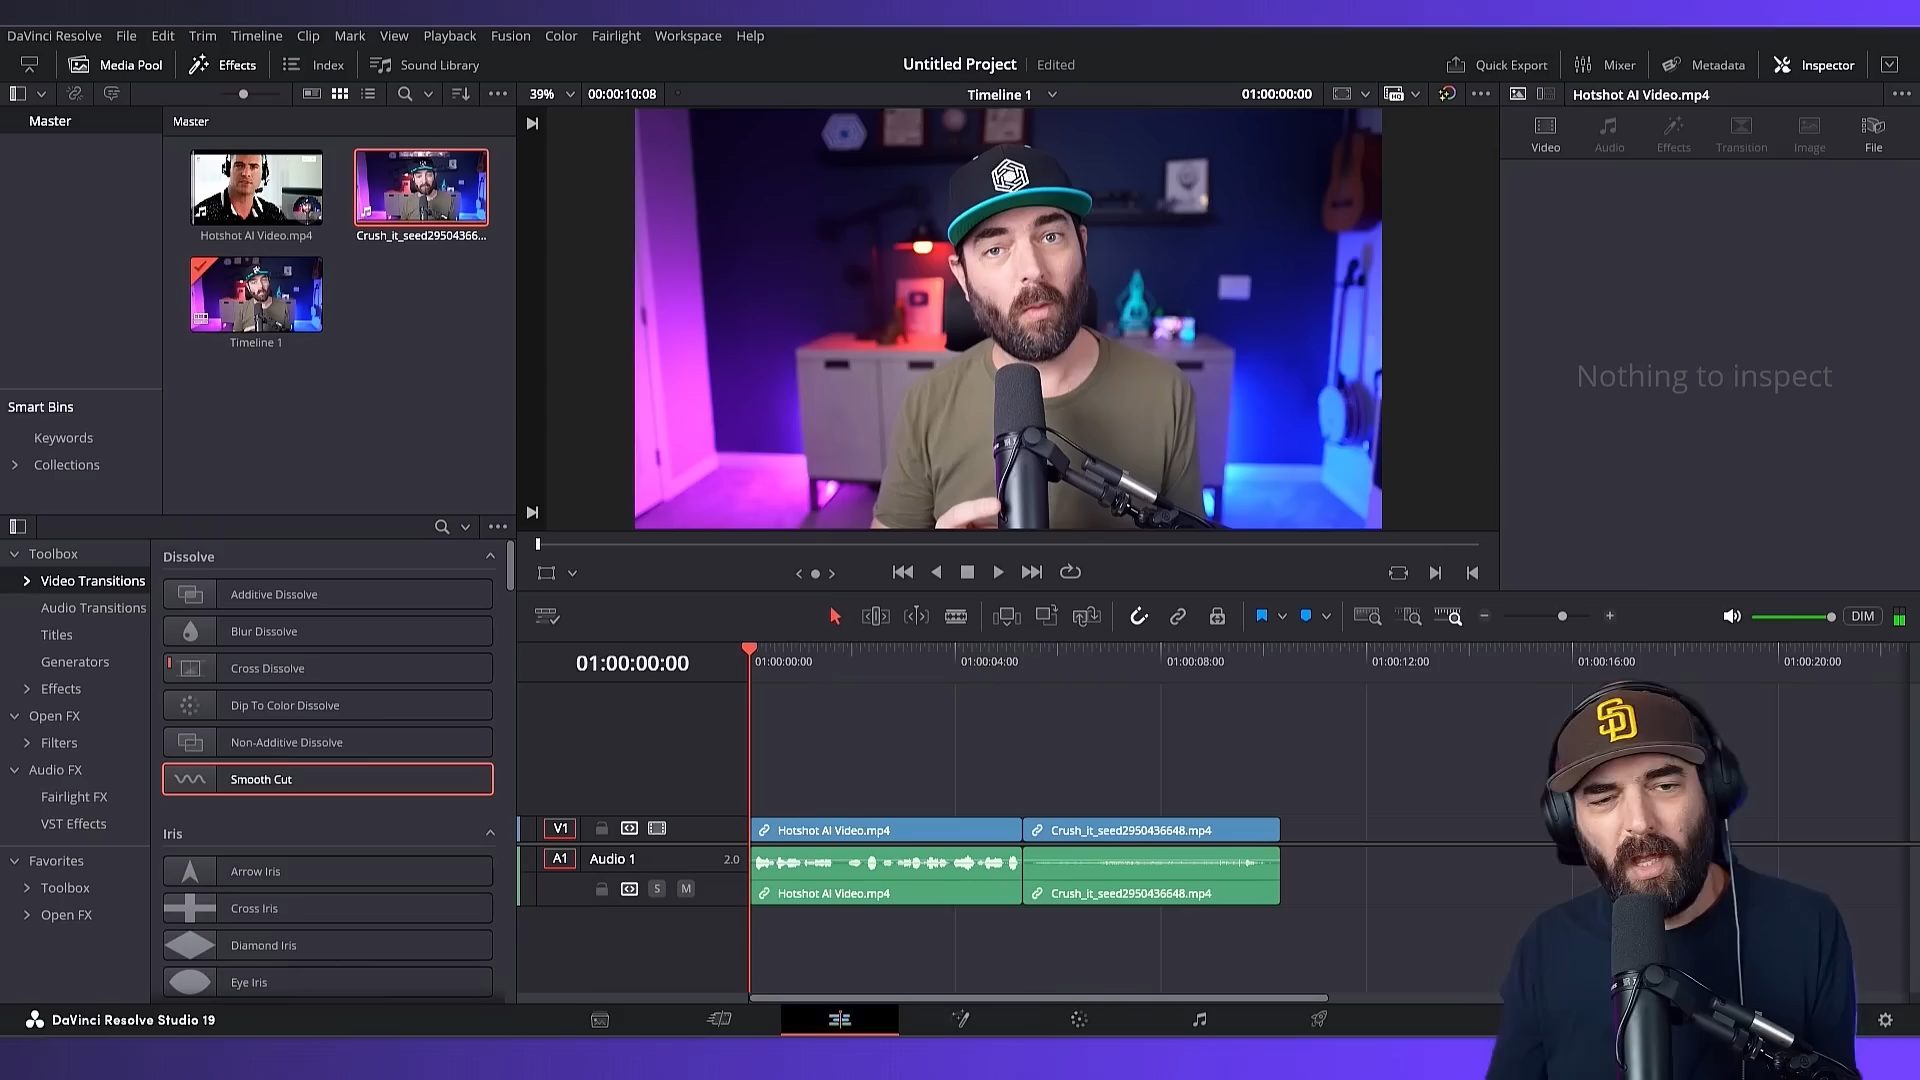 DaVinci Resolve File Edit Trim Timeline Clip Mark View Playback Fusion Color Fairlight Workspace Help
Media Pool Effects Index Sound Library Untitled Project Edited Quick Export Mixer Metadata Inspector
39% 00:00:10:08 Timeline 1 01:00:00:00 Hotshot AI Video.mp4
Master Master
Video Audio Effects Transition Image File
Hotshot AI Video.mp4 Crush_it_seed29504366...
Timeline 1
Nothing to inspect
Smart Bins
Keywords
Collections
Toolbox
Video Transitions
Audio Transitions
Titles
Generators
Effects
Open FX
Filters
Audio FX
Fairlight FX
VST Effects
Favorites
Toolbox
Open FX
Dissolve
Additive Dissolve
Blur Dissolve
Cross Dissolve
Dip To Color Dissolve
Non-Additive Dissolve
Smooth Cut
Iris
Arrow Iris
Cross Iris
Diamond Iris
Eye Iris
DIM
01:00:00:00 01:00:00:00 01:00:04:00 01:00:08:00 01:00:12:00 01:00:16:00 01:00:20:00
SD
V1 Hotshot AI Video.mp4 Crush_it_seed2950436648.mp4
A1 Audio 1 2.0
S M Hotshot AI Video.mp4 Crush_it_seed2950436648.mp4
DaVinci Resolve Studio 19